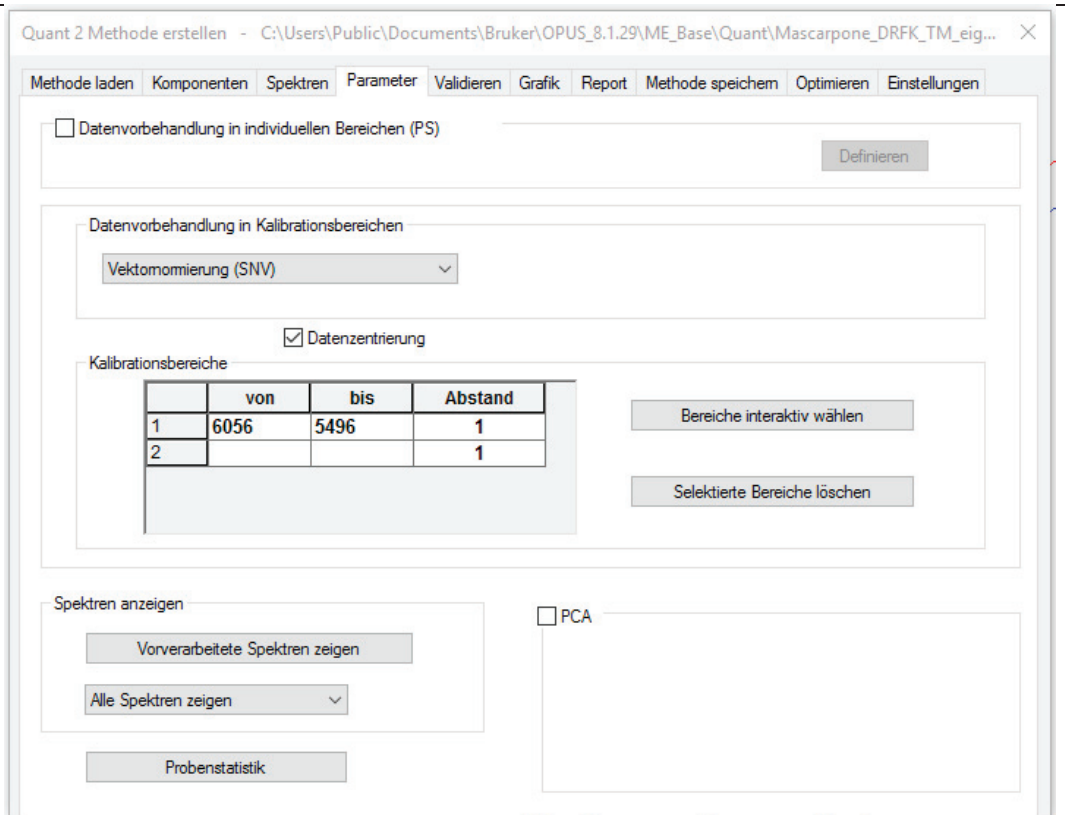 Quant 2 Methode erstellen - C:\Users\Public\Documents\Bruker\OPUS_8.1.29\ME_Base\Quant\Mascarpone_DRFK_TM_eig...
Methode laden Komponenten Spektren Parameter Validieren Grafik Report Methode speichern Optimieren Einstellungen
Datenvorbehandlung in individuellen Bereichen (PS)
Definieren
Datenvorbehandlung in Kalibrationsbereichen
Vektornormierung (SNV)
Datenzentrierung
Kalibrationsbereiche
von bis Abstand
1 6056 5496 1
2 1
Bereiche interaktiv wählen
Selektierte Bereiche löschen
Spektren anzeigen
Vorverarbeitete Spektren zeigen
Alle Spektren zeigen
Probenstatistik
PCA